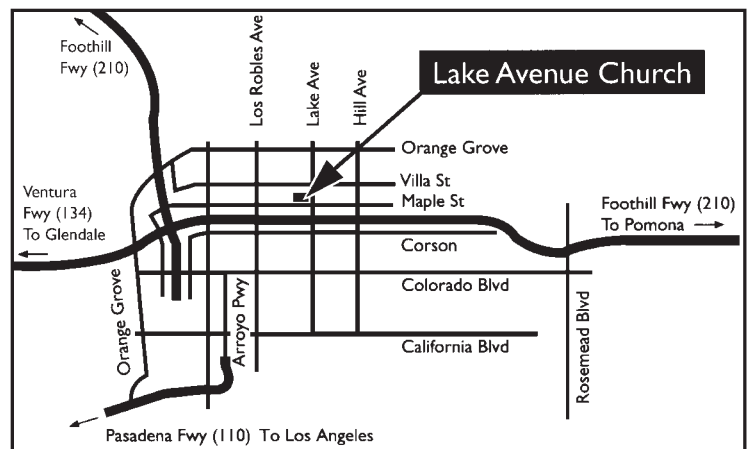 Foothill
Fwy (210)
Los Robles Ave
Lake Ave
Hill Ave
Lake Avenue Church
Orange Grove
Villa St
Maple St
Ventura
Fwy (134)
To Glendale
Foothill Fwy (210)
To Pomona
Corson
Colorado Blvd
Orange Grove
Arroyo Pwy
California Blvd
Rosemead Blvd
Pasadena Fwy (110) To Los Angeles